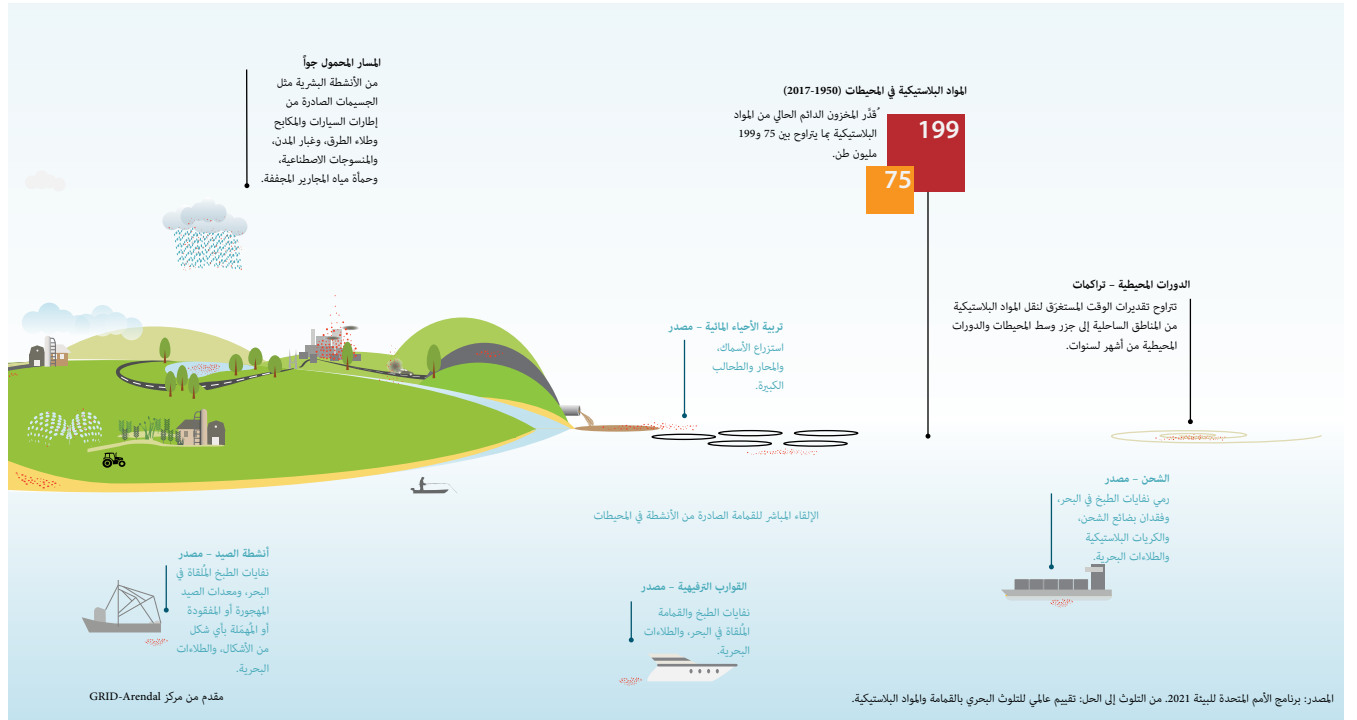 المسار المحمول جواً
من الأنشطة البشرية مثل
الجسيمات الصادرة من
إطارات السيارات والمكابح
وطلاء الطرق، وغبار المدن،
والمنسوجات الاصطناعية،
وحمأة مياه المجارير المجففة.
المواد البلاستيكية في المحيطات (1950-2017)
ُقدَّر المخزون الدائم الحالي من المواد
البلاستيكية بما يتراوح بين 75 و199
مليون طن.
199
75
الدورات المحيطية – تراكمات
تتراوح تقديرات الوقت المستغرَق لنقل المواد البلاستيكية
من المناطق الساحلية إلى جزر وسط المحيطات والدورات
المحيطية من أشهر لسنوات.
تربية الأحياء المائية – مصدر
استزراع الأسماك،
والمحار والطحالب
الكبيرة.
الشحن – مصدر
رمي نفايات الطبخ في البحر،
وفقدان بضائع الشحن،
والكريات البلاستيكية
والطلاءات البحرية.
الإلقاء المباشر للقمامة الصادرة من الأنشطة في المحيطات
أنشطة الصيد – مصدر
نفايات الطبخ المُلقاة في
البحر، ومعدات الصيد
المهجورة أو المفقودة
أو المُهمَلة بأي شكل
من الأشكال، والطلاءات
البحرية.
القوارب الترفيهية – مصدر
نفايات الطبخ والقمامة
المُلقاة في البحر، والطلاءات
البحرية.
المصدر: برنامج الأمم المتحدة للبيئة 2021. من التلوث إلى الحل: تقييم عالمي للتلوث البحري بالقمامة والمواد البلاستيكية.
مقدم من مركز GRID-Arendal